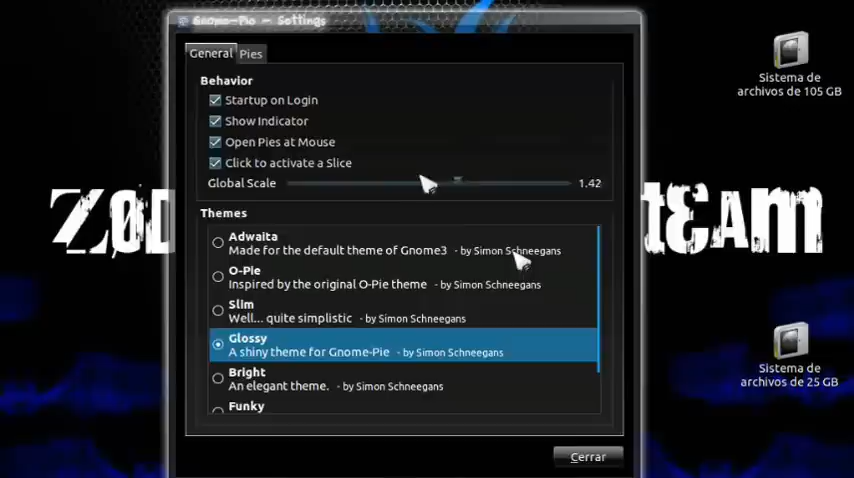 Gnome-Pie - Settings
General Pies
Behavior
Startup on Login
Show Indicator
Open Pies at Mouse
Click to activate a Slice
Global Scale 1.42
Themes
Adwaita
Made for the default theme of Gnome3 - by Simon Schneegans
O-Pie
Inspired by the original O-Pie theme - by Simon Schneegans
Slim
Well... quite simplistic - by Simon Schneegans
Glossy
A shiny theme for Gnome-Pie - by Simon Schneegans
Bright
An elegant theme. - by Simon Schneegans
Funky
Cerrar
Sistema de
archivos de 105 GB
Sistema de
archivos de 25 GB